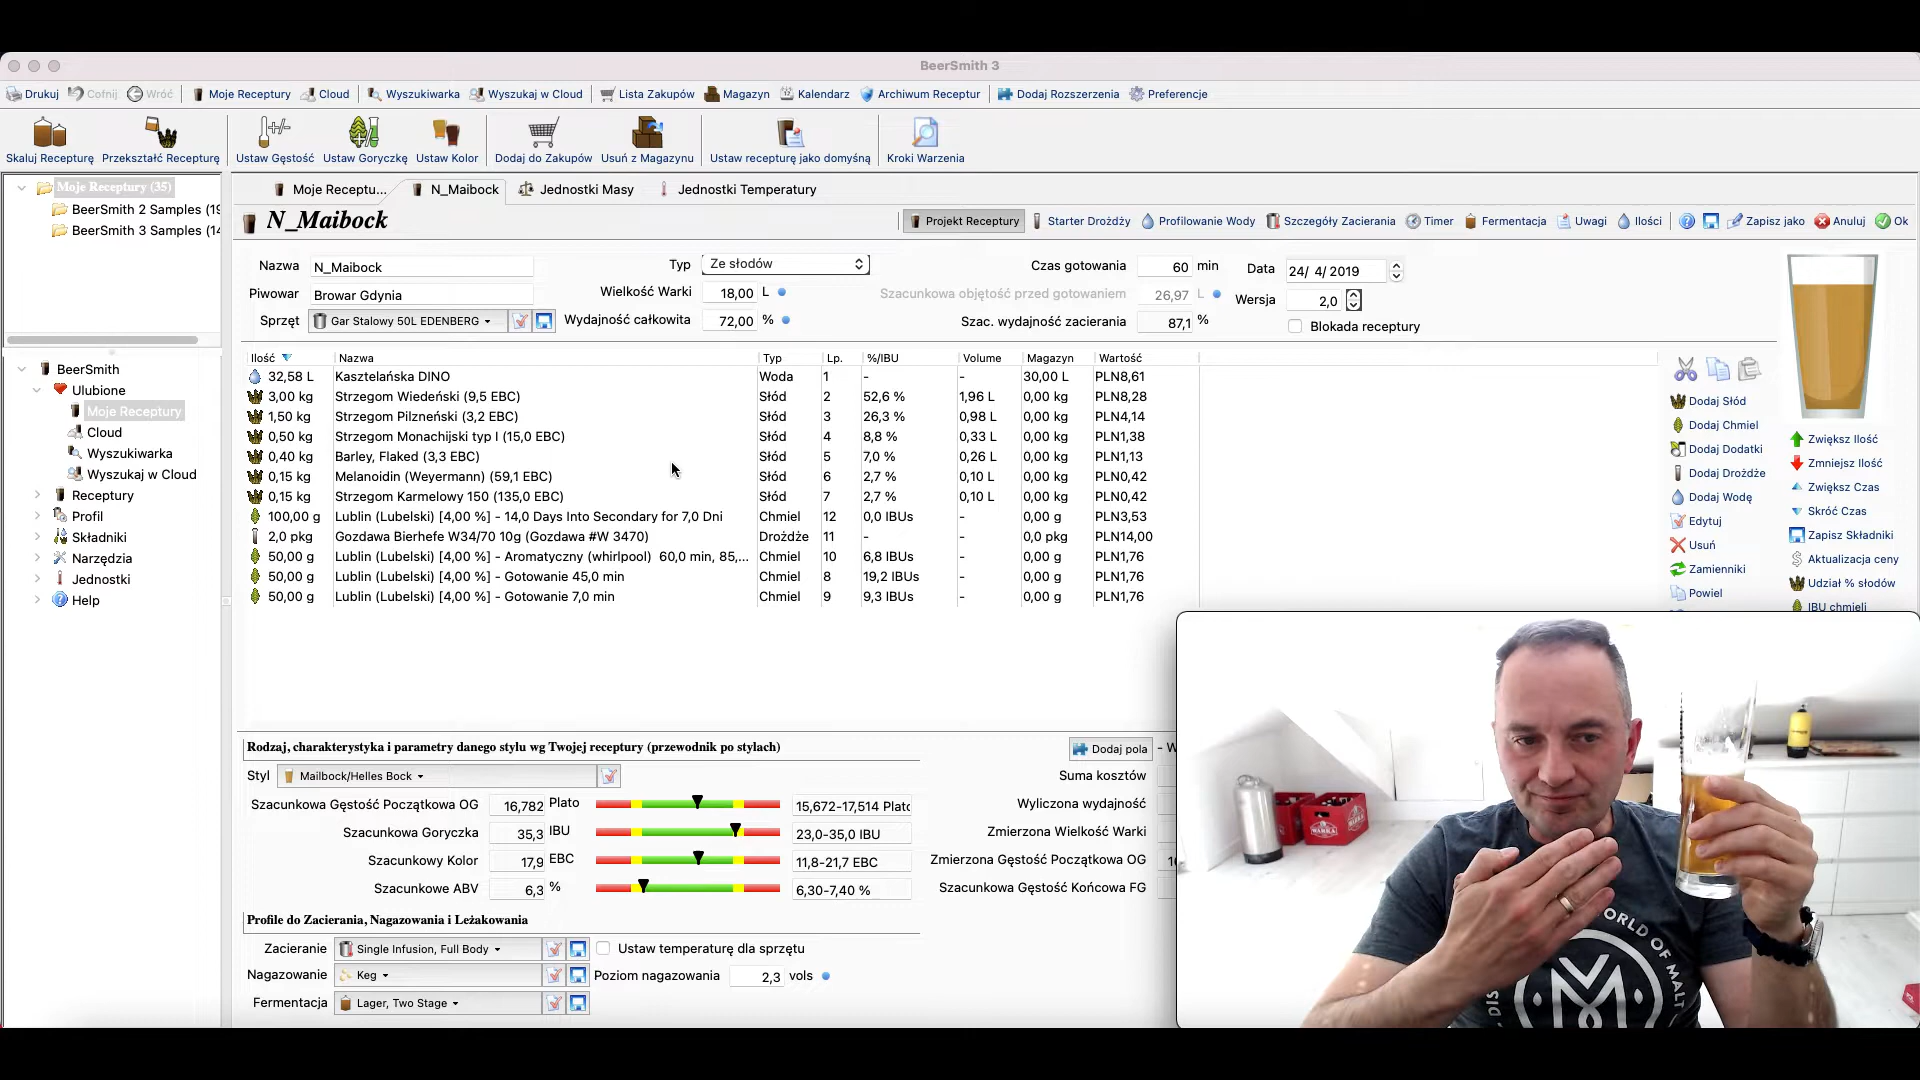 BeerSmith 3
Drukuj Cofnij Wróć Moje Receptury Cloud Wyszukiwarka Wyszukaj w Cloud Lista Zakupów Magazyn Kalendarz Archiwum Receptur Dodaj Rozszerzenia Preferencje
Skaluj Recepturę Przekształć Recepturę Ustaw Gęstość Ustaw Goryczkę Ustaw Kolor Dodaj do Zakupów Usuń z Magazynu Ustaw recepturę jako domyśną Kroki Warzenia
Moje Receptury (35)
BeerSmith 2 Samples (19
BeerSmith 3 Samples (14
BeerSmith
Ulubione
Moje Receptury
Cloud
Wyszukiwarka
Wyszukaj w Cloud
Receptury
Profil
Składniki
Narzędzia
Jednostki
Help
Moje Receptu... N_Maibock Jednostki Masy Jednostki Temperatury
N_Maibock
Projekt Receptury Starter Drożdży Profilowanie Wody Szczegóły Zacierania Timer Fermentacja Uwagi Ilości Zapisz jako Anuluj Ok
Nazwa N_Maibock Typ Ze słodów Czas gotowania 60 min Data 24/ 4/2019
Piwowar Browar Gdynia Wielkość Warki 18,00 L Szacunkowa objętość przed gotowaniem 26,97 L Wersja 2,0
Sprzęt Gar Stalowy 50L EDENBERG Wydajność całkowita 72,00 % Szac. wydajność zacierania 87,1 % Blokada receptury
Ilość Nazwa Typ Lp. %/IBU Volume Magazyn Wartość
32,58 L Kasztelańska DINO Woda 1 - - 30,00 L PLN8,61
3,00 kg Strzegom Wiedeński (9,5 EBC) Słód 2 52,6 % 1,96 L 0,00 kg PLN8,28
1,50 kg Strzegom Pilzneński (3,2 EBC) Słód 3 26,3 % 0,98 L 0,00 kg PLN4,14
0,50 kg Strzegom Monachijski typ I (15,0 EBC) Słód 4 8,8 % 0,33 L 0,00 kg PLN1,38
0,40 kg Barley, Flaked (3,3 EBC) Słód 5 7,0 % 0,26 L 0,00 kg PLN1,13
0,15 kg Melanoidin (Weyermann) (59,1 EBC) Słód 6 2,7 % 0,10 L 0,00 kg PLN0,42
0,15 kg Strzegom Karmelowy 150 (135,0 EBC) Słód 7 2,7 % 0,10 L 0,00 kg PLN0,42
100,00 g Lublin (Lubelski) [4,00 %] - 14,0 Days Into Secondary for 7,0 Dni Chmiel 12 0,0 IBUs - 0,00 g PLN3,53
2,0 pkg Gozdawa Bierhefe W34/70 10g (Gozdawa #W 3470) Drożdże 11 - - 0,0 pkg PLN14,00
50,00 g Lublin (Lubelski) [4,00 %] - Aromatyczny (whirlpool) 60,0 min, 85,... Chmiel 10 6,8 IBUs - 0,00 g PLN1,76
50,00 g Lublin (Lubelski) [4,00 %] - Gotowanie 45,0 min Chmiel 8 19,2 IBUs - 0,00 g PLN1,76
50,00 g Lublin (Lubelski) [4,00 %] - Gotowanie 7,0 min Chmiel 9 9,3 IBUs - 0,00 g PLN1,76
Dodaj Słód
Dodaj Chmiel
Dodaj Dodatki
Dodaj Drożdże
Dodaj Wodę
Edytuj
Usuń
Zamienniki
Powiel
Zwiększ Ilość
Zmniejsz Ilość
Zwiększ Czas
Skróć Czas
Zapisz Składniki
Aktualizacja ceny
Udział % słodów
IBU chmieli
Rodzaj, charakterystyka i parametry danego stylu wg Twojej receptury (przewodnik po stylach) Dodaj pola - W
Styl Mailbock/Helles Bock Suma kosztów
Szacunkowa Gęstość Początkowa OG 16,782 Plato 15,672-17,514 Plato Wyliczona wydajność
Szacunkowa Goryczka 35,3 IBU 23,0-35,0 IBU Zmierzona Wielkość Warki
Szacunkowy Kolor 17,9 EBC 11,8-21,7 EBC Zmierzona Gęstość Początkowa OG
Szacunkowe ABV 6,3 % 6,30-7,40 % Szacunkowa Gęstość Końcowa FG
Profile do Zacierania, Nagazowania i Leżakowania
Zacieranie Single Infusion, Full Body Ustaw temperaturę dla sprzętu
Nagazowanie Keg Poziom nagazowania 2,3 vols
Fermentacja Lager, Two Stage
WARKA
WORLD OF MALT